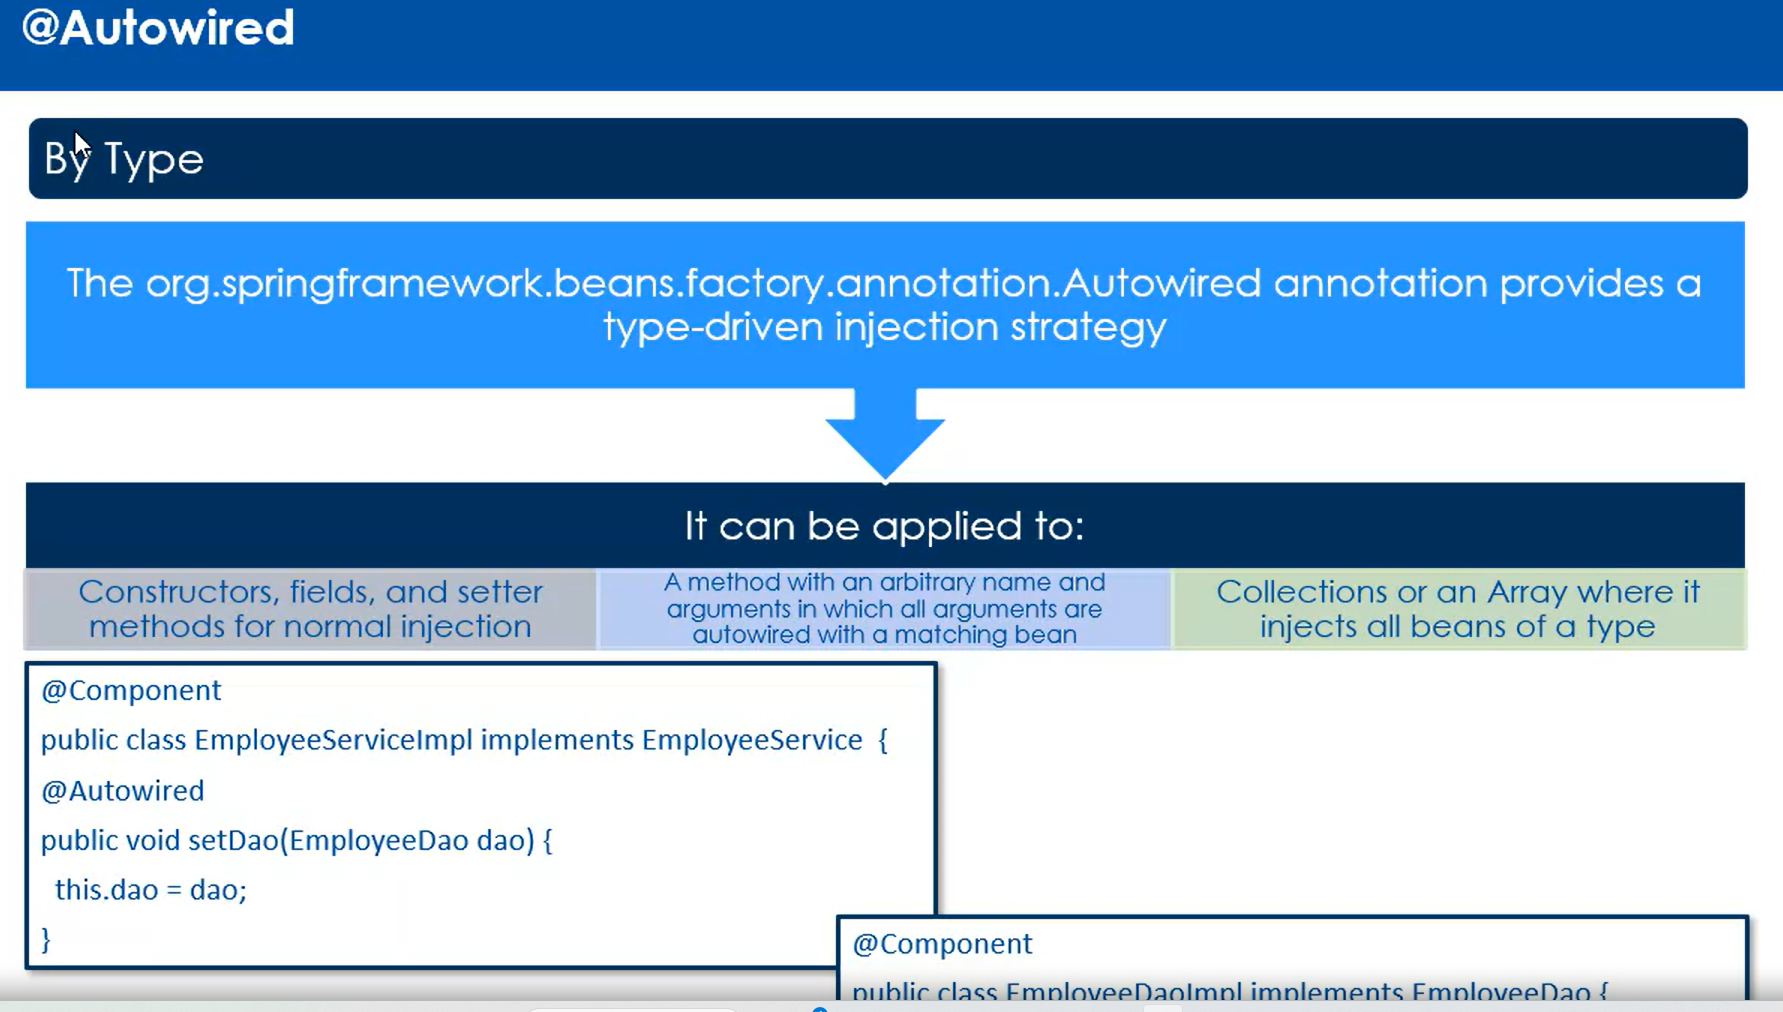 @Autowired
By Type
The org.springframework.beans.factory.annotation.Autowired annotation provides a
type-driven injection strategy
It can be applied to:
Constructors, fields, and setter
methods for normal injection
A method with an arbitrary name and
arguments in which all arguments are
autowired with a matching bean
Collections or an Array where it
injects all beans of a type
@Component
public class EmployeeServiceImpl implements EmployeeService {
@Autowired
public void setDao(EmployeeDao dao) {
this.dao = dao;
}
@Component
public class EmployeeDaoImpl implements EmployeeDao {